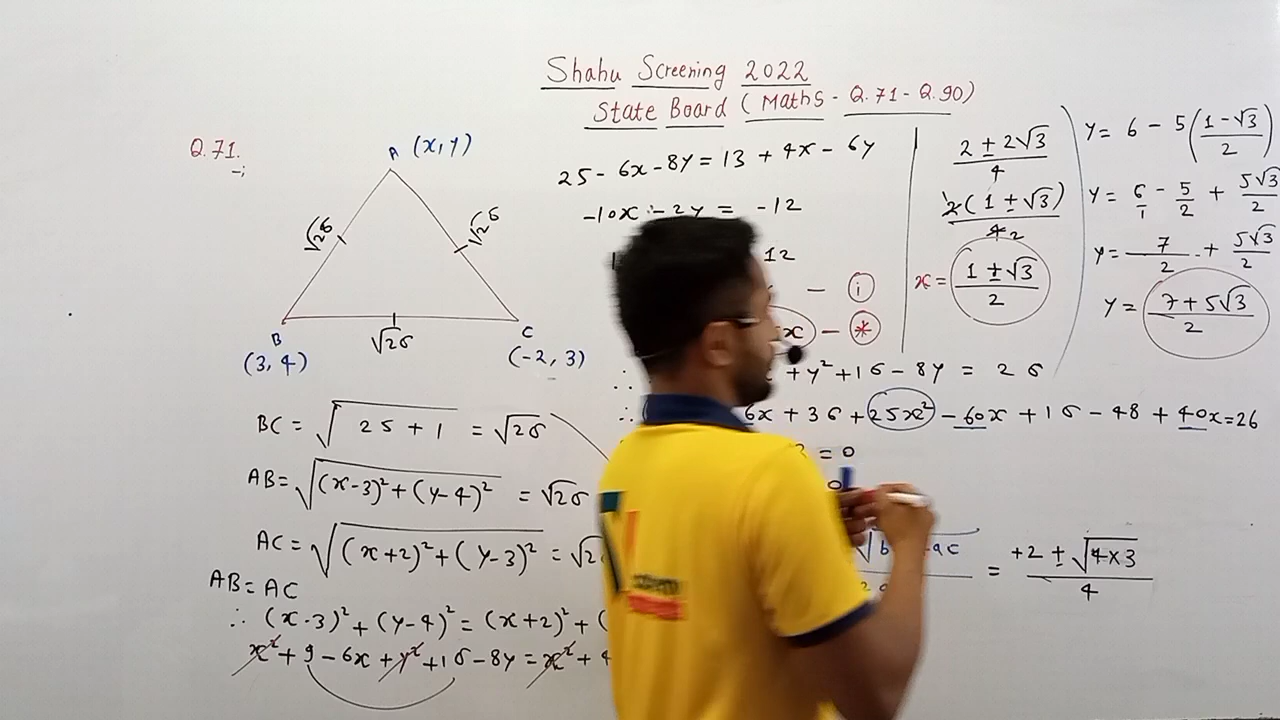 Shahu Screening 2022
State Board (Maths - Q.71 - Q.90)
Q.71.
A (x,y)
√26
√26
B
(3,4)
√26
C
(-2,3)
BC = √(25+1) = √26
AB = √((x-3)²+(y-4)²) = √26
AC = √((x+2)²+(y-3)²) = √2
AB = AC
∴ (x-3)²+(y-4)² = (x+2)²+(
x²+9-6x+y²+16-8y = x²+4
25-6x-8y = 13+4x-6y
-10x-2y = -12
12
- (i)
x - (*)
∴ +y²+16-8y = 26
∴ 6x+36+25x²-60x+16-48+40x=26
= 0
0
= +2±√(4×3) / 4
2±2√3 / 4
2(1±√3) / 4 2
x = 1±√3 / 2
y = 6-5(1-√3 / 2)
y = 6/1 - 5/2 + 5√3/2
y = 7/2 + 5√3/2
y = 7+5√3 / 2